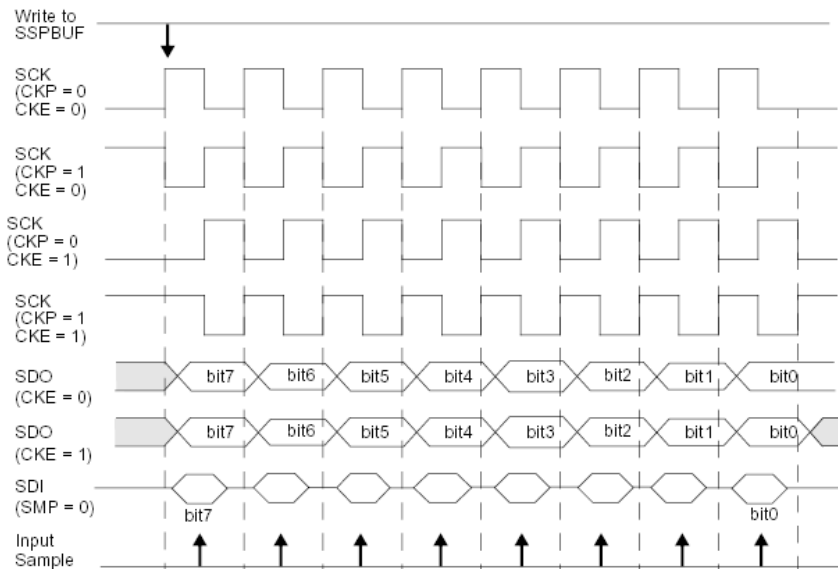 Write to
SSPBUF
SCK
(CKP = 0
CKE = 0)
SCK
(CKP = 1
CKE = 0)
SCK
(CKP = 0
CKE = 1)
SCK
(CKP = 1
CKE = 1)
SDO
(CKE = 0)
bit7 bit6 bit5 bit4 bit3 bit2 bit1 bit0
SDO
(CKE = 1)
bit7 bit6 bit5 bit4 bit3 bit2 bit1 bit0
SDI
(SMP = 0)
bit7 bit0
Input
Sample